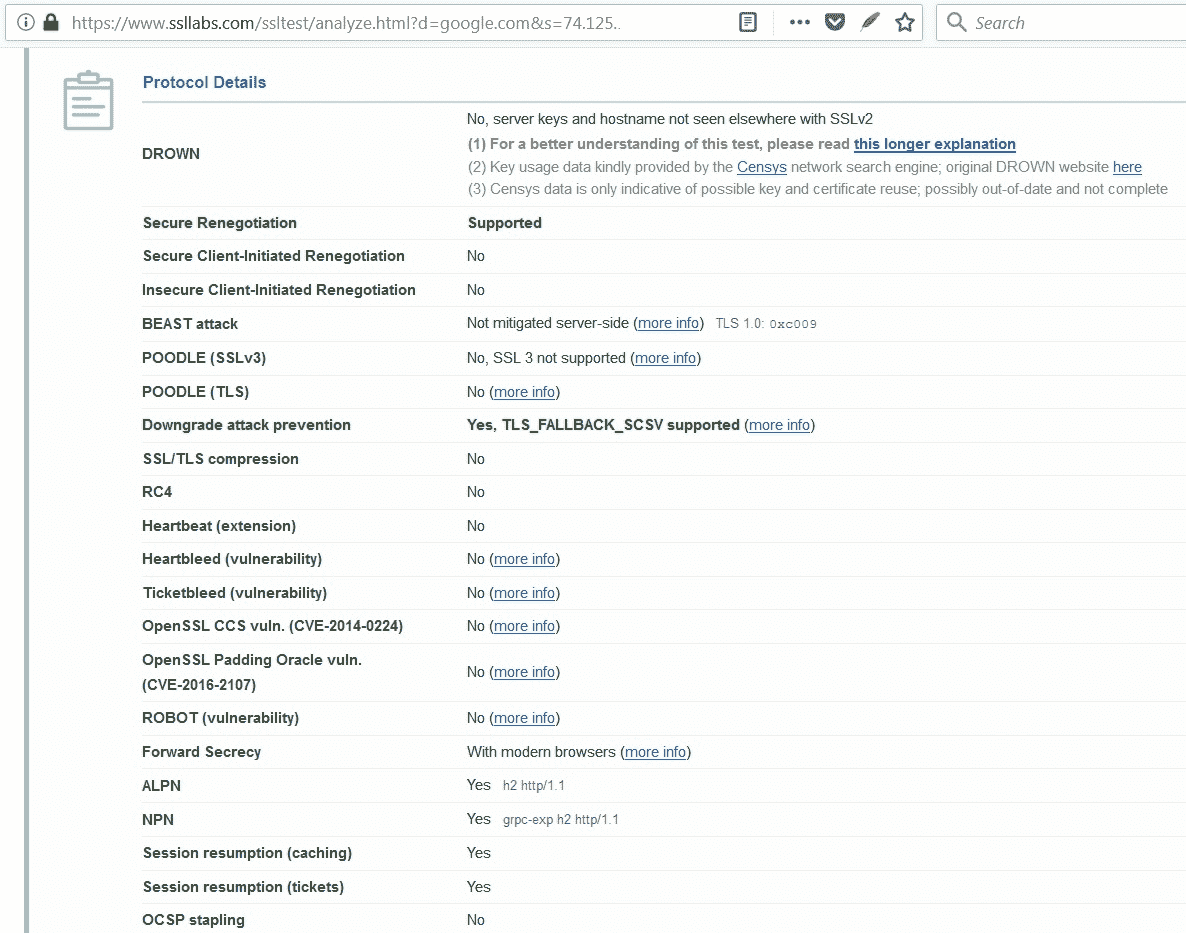 https://www.ssllabs.com/ssltest/analyze.html?d=google.com&s=74.125..
Search
Protocol Details
DROWN
No, server keys and hostname not seen elsewhere with SSLv2
(1) For a better understanding of this test, please read this longer explanation
(2) Key usage data kindly provided by the Censys network search engine; original DROWN website here
(3) Censys data is only indicative of possible key and certificate reuse; possibly out-of-date and not complete
Secure Renegotiation Supported
Secure Client-Initiated Renegotiation No
Insecure Client-Initiated Renegotiation No
BEAST attack Not mitigated server-side (more info) TLS 1.0: 0xc009
POODLE (SSLv3) No, SSL 3 not supported (more info)
POODLE (TLS) No (more info)
Downgrade attack prevention Yes, TLS_FALLBACK_SCSV supported (more info)
SSL/TLS compression No
RC4 No
Heartbeat (extension) No
Heartbleed (vulnerability) No (more info)
Ticketbleed (vulnerability) No (more info)
OpenSSL CCS vuln. (CVE-2014-0224) No (more info)
OpenSSL Padding Oracle vuln.
(CVE-2016-2107) No (more info)
ROBOT (vulnerability) No (more info)
Forward Secrecy With modern browsers (more info)
ALPN Yes h2 http/1.1
NPN Yes grpc-exp h2 http/1.1
Session resumption (caching) Yes
Session resumption (tickets) Yes
OCSP stapling No